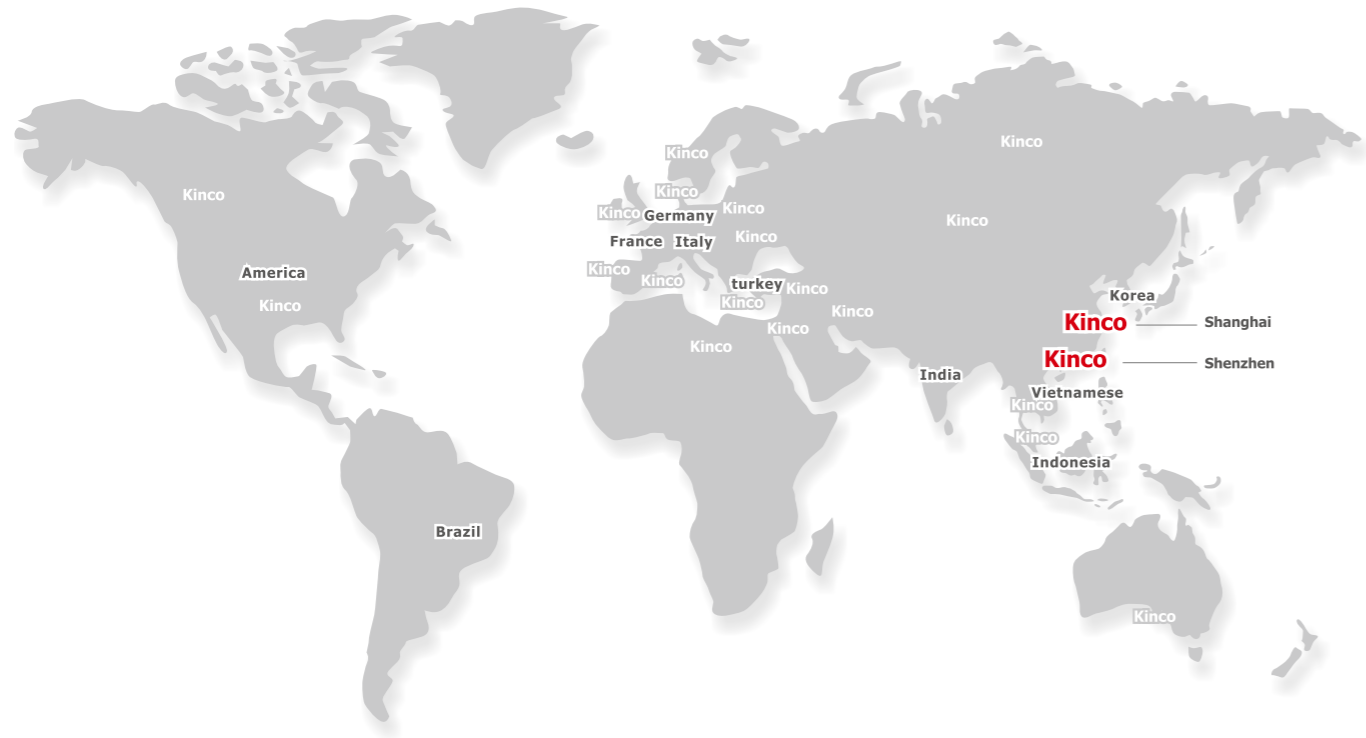 Kinco
Kinco
Kinco
Kinco
Kinco
Kinco Germany Kinco
Kinco
France Italy Kinco
Kinco
America
Kinco
turkey Kinco
Korea
Kinco
Kinco
Kinco
Kinco Shanghai
Kinco
Kinco
Kinco Shenzhen
India
Vietnamese
Kinco
Kinco
Indonesia
Brazil
Kinco